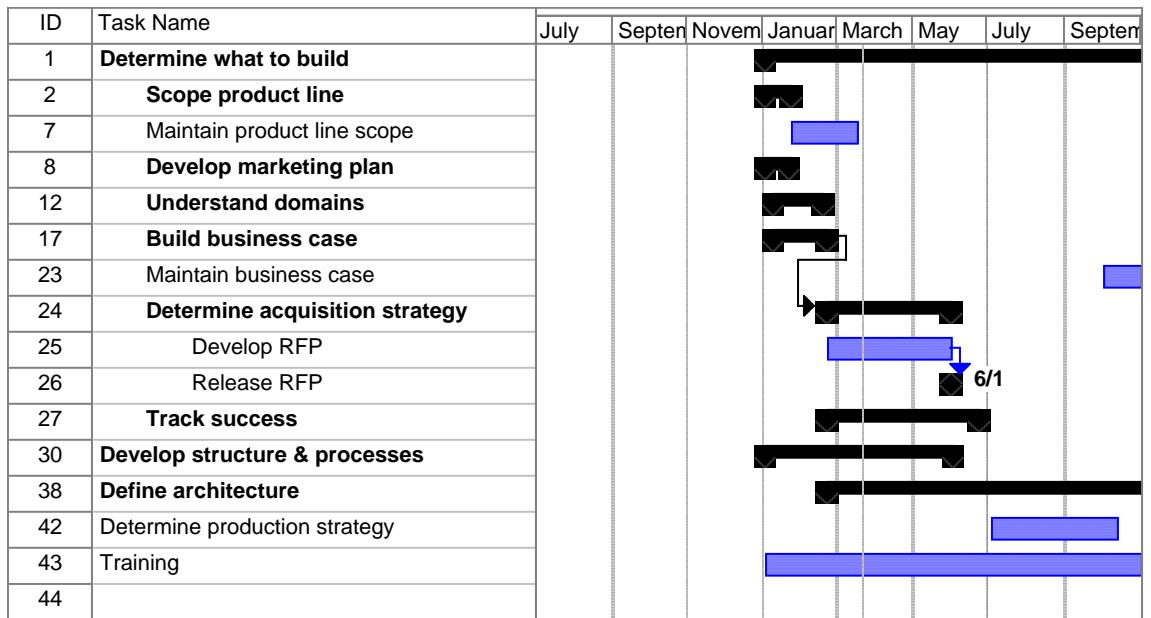 ID Task Name July Septen Novem Januar March May July Septem
1 Determine what to build
2 Scope product line
7 Maintain product line scope
8 Develop marketing plan
12 Understand domains
17 Build business case
23 Maintain business case
24 Determine acquisition strategy
25 Develop RFP
26 Release RFP 6/1
27 Track success
30 Develop structure & processes
38 Define architecture
42 Determine production strategy
43 Training
44